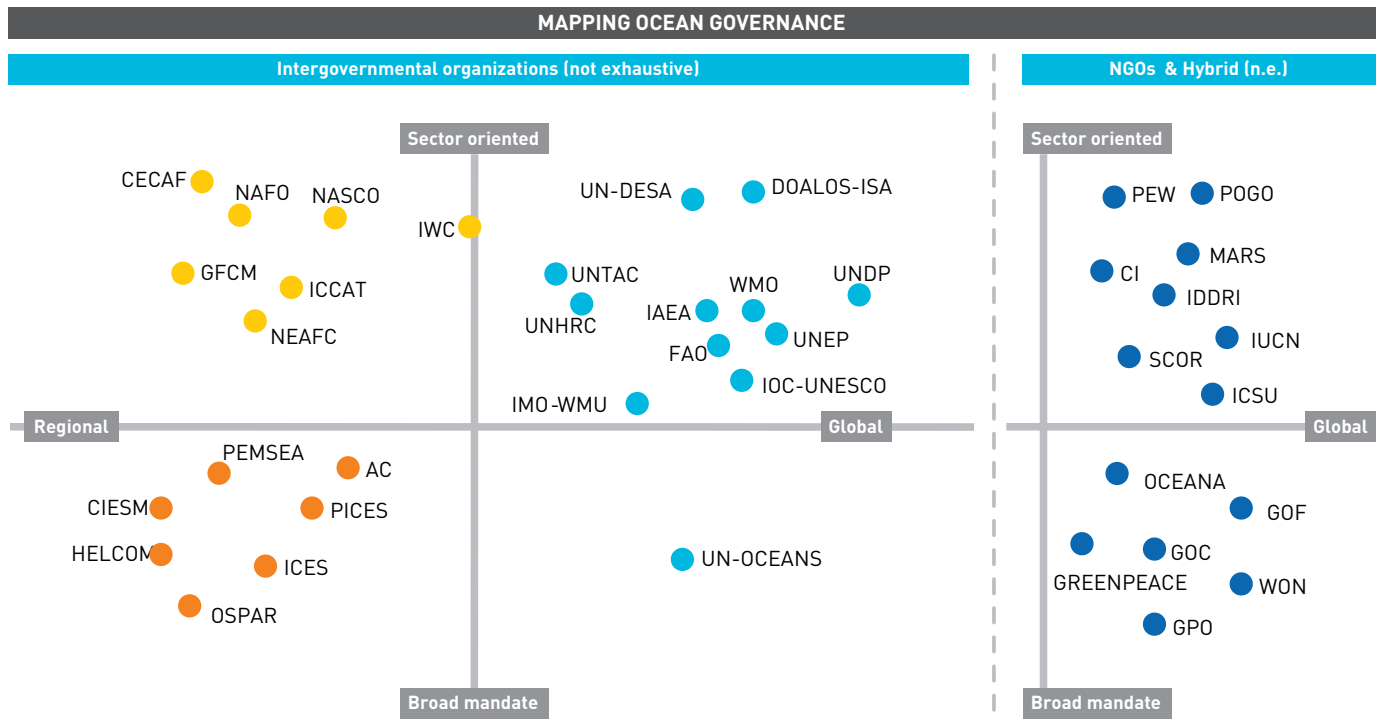 MAPPING OCEAN GOVERNANCE
Intergovernmental organizations (not exhaustive)
NGOs & Hybrid (n.e.)
Sector oriented
CECAF
NAFO
NASCO
IWC
GFCM
ICCAT
NEAFC
UN-DESA
DOALOS-ISA
UNTAC
UNHRC
IAEA
WMO
UNDP
FAO
UNEP
IOC-UNESCO
IMO-WMU
Regional
Global
PEMSEA
AC
CIESM
PICES
HELCOM
ICES
OSPAR
UN-OCEANS
Broad mandate
Sector oriented
PEW
POGO
MARS
CI
IDDRI
IUCN
SCOR
ICSU
Global
OCEANA
GOF
GOC
GREENPEACE
WON
GPO
Broad mandate